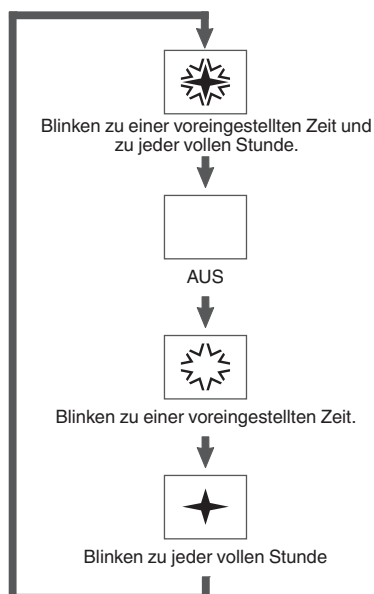 Blinken zu einer voreingestellten Zeit und
zu jeder vollen Stunde.
AUS
Blinken zu einer voreingestellten Zeit.
Blinken zu jeder vollen Stunde